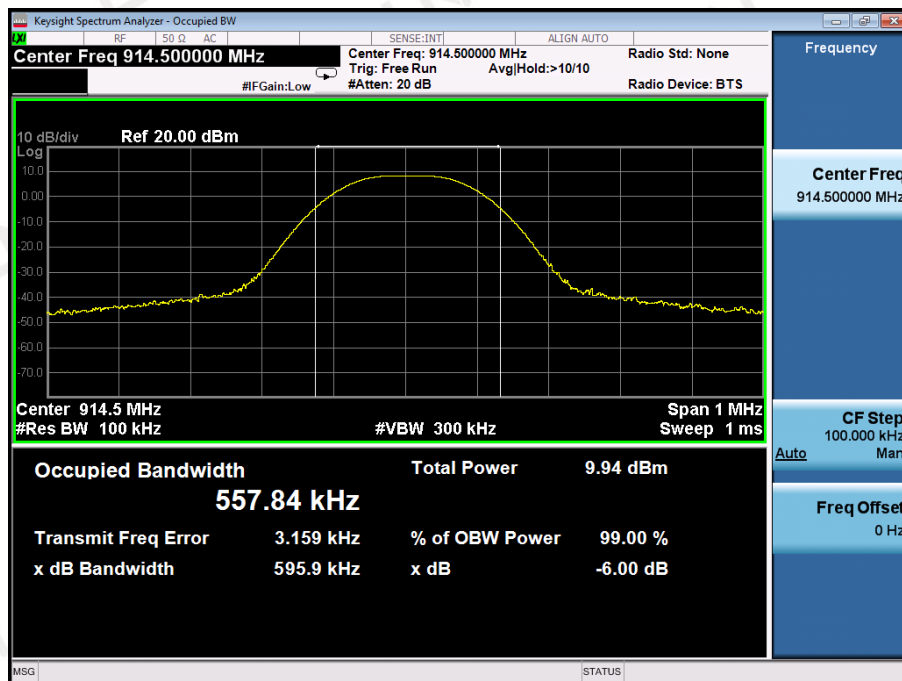 Keysight Spectrum Analyzer - Occupied BW
LXI RF 50 Ω AC SENSE:INT ALIGN AUTO
Center Freq 914.500000 MHz
Center Freq: 914.500000 MHz Radio Std: None
Trig: Free Run Avg|Hold:>10/10
#IFGain:Low #Atten: 20 dB Radio Device: BTS
10 dB/div Ref 20.00 dBm
Log
10.0
0.00
-10.0
-20.0
-30.0
-40.0
-50.0
-60.0
-70.0
Center 914.5 MHz Span 1 MHz
#Res BW 100 kHz #VBW 300 kHz Sweep 1 ms
Occupied Bandwidth Total Power 9.94 dBm
557.84 kHz
Transmit Freq Error 3.159 kHz % of OBW Power 99.00 %
x dB Bandwidth 595.9 kHz x dB -6.00 dB
Frequency
Center Freq
914.500000 MHz
CF Step
100.000 kHz
Auto Man
Freq Offset
0 Hz
MSG STATUS